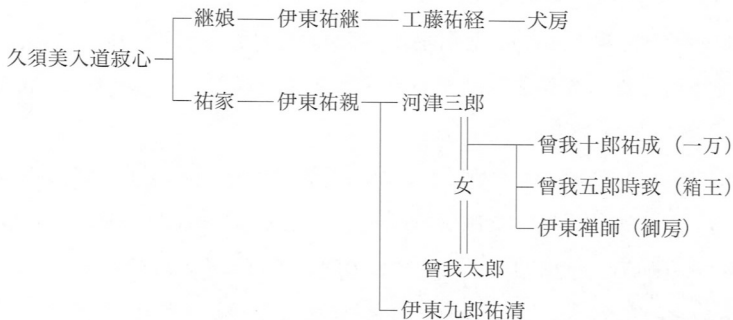 継娘 伊東祐継 工藤祐経 犬房
久須美入道寂心
祐家 伊東祐親 河津三郎
曾我十郎祐成（一万）
女 曾我五郎時致（箱王）
伊東禅師（御房）
曾我太郎
伊東九郎祐清